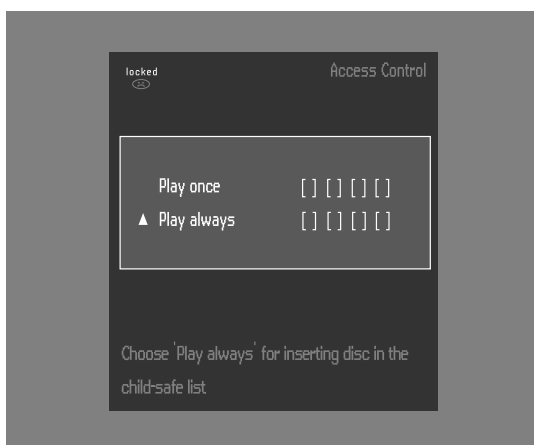 locked
Access Control
Play once [ ] [ ] [ ] [ ]
▲ Play always [ ] [ ] [ ] [ ]
Choose 'Play always' for inserting disc in the
child-safe list